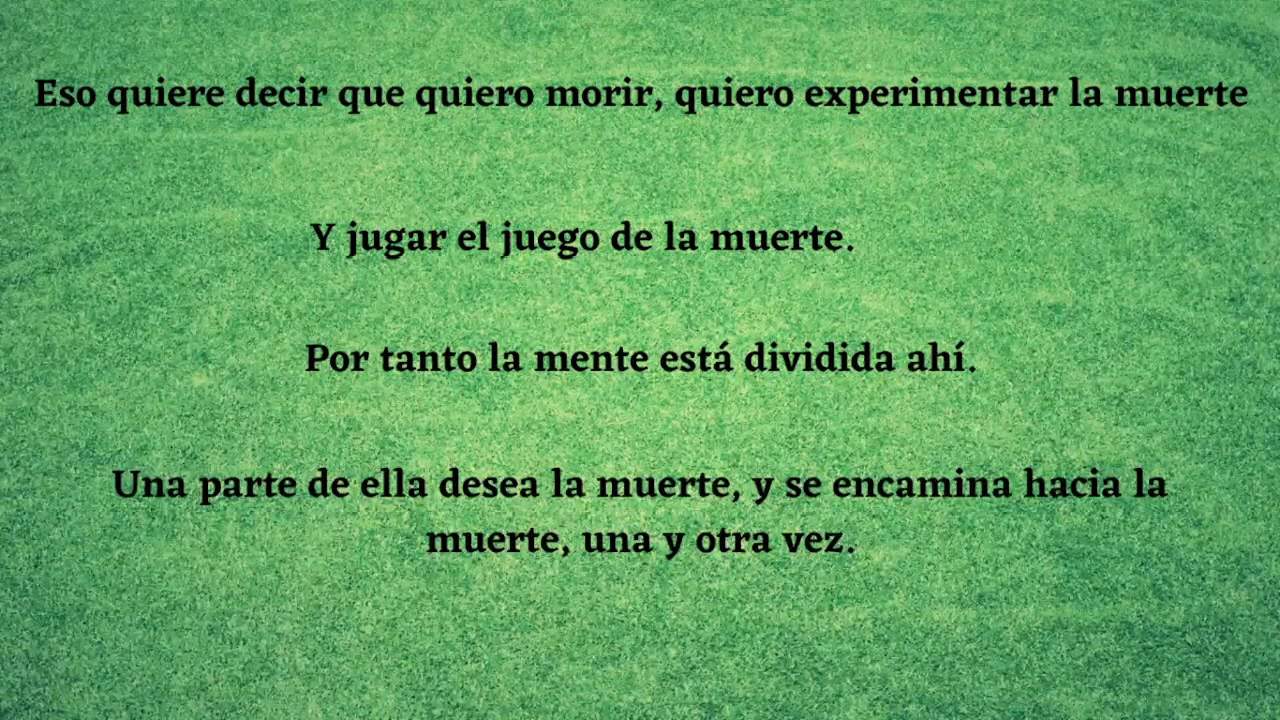 Eso quiere decir que quiero morir, quiero experimentar la muerte
Y jugar el juego de la muerte.
Por tanto la mente está dividida ahí.
Una parte de ella desea la muerte, y se encamina hacia la
muerte, una y otra vez.